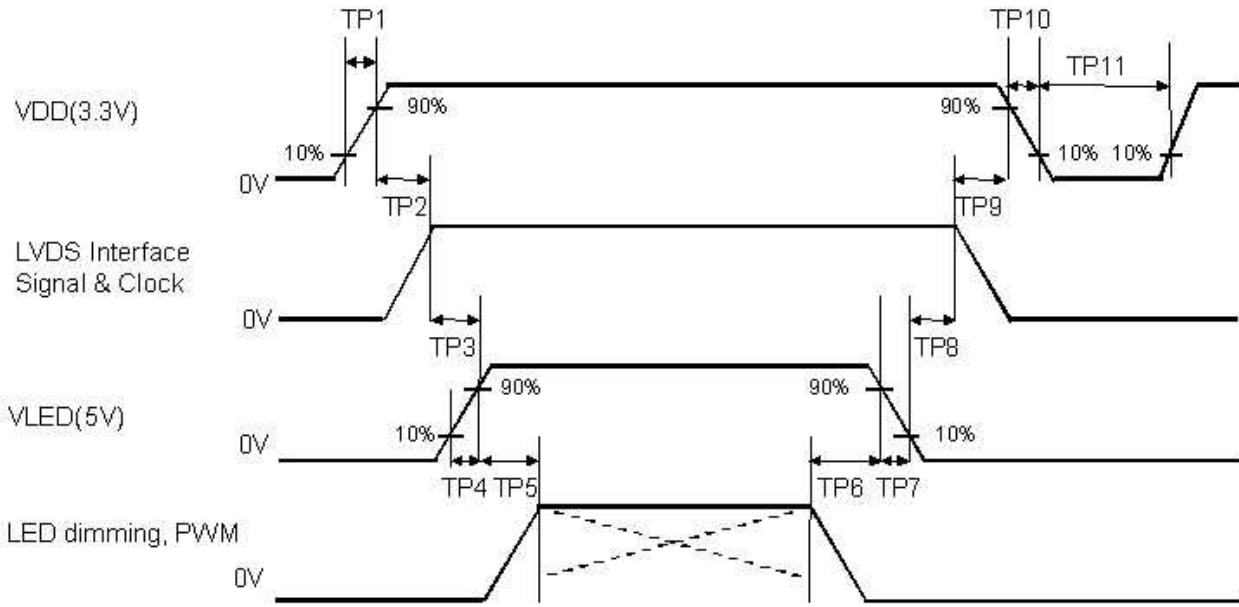 TP1
TP10
TP11
VDD(3.3V)
90%
90%
10%
10%
10%
0V
TP2
TP9
LVDS Interface
Signal & Clock
0V
TP3
TP8
90%
90%
VLED(5V)
10%
10%
0V
TP4
TP5
TP6
TP7
LED dimming, PWM
0V